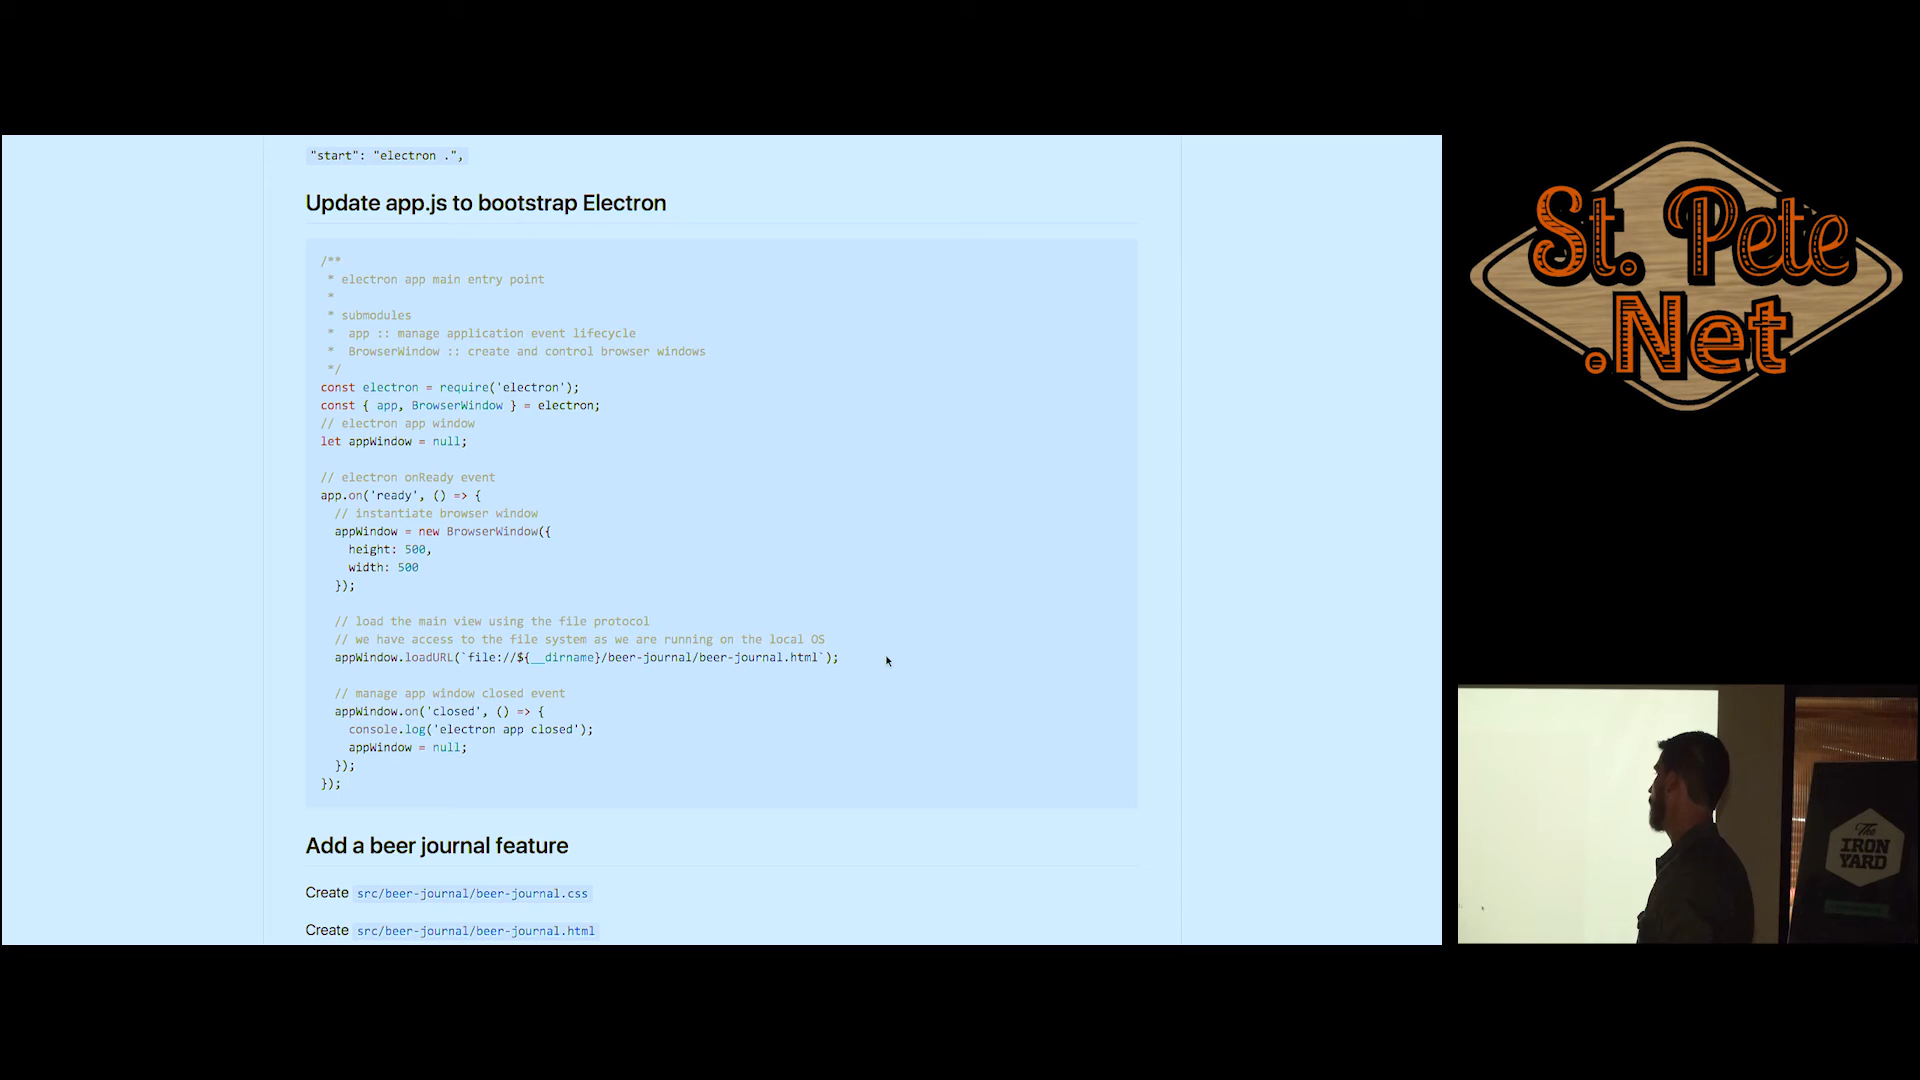 "start": "electron .",
Update app.js to bootstrap Electron
/**
 * electron app main entry point
 *
 * submodules
 *  app :: manage application event lifecycle
 *  BrowserWindow :: create and control browser windows
 */
const electron = require('electron');
const { app, BrowserWindow } = electron;
// electron app window
let appWindow = null;
// electron onReady event
app.on('ready', () => {
  // instantiate browser window
  appWindow = new BrowserWindow({
    height: 500,
    width: 500
  });
  // load the main view using the file protocol
  // we have access to the file system as we are running on the local OS
  appWindow.loadURL(`file://${__dirname}/beer-journal/beer-journal.html`);
  // manage app window closed event
  appWindow.on('closed', () => {
    console.log('electron app closed');
    appWindow = null;
  });
});
Add a beer journal feature
Create src/beer-journal/beer-journal.css
Create src/beer-journal/beer-journal.html
St. Pete
.Net
The
IRON
YARD